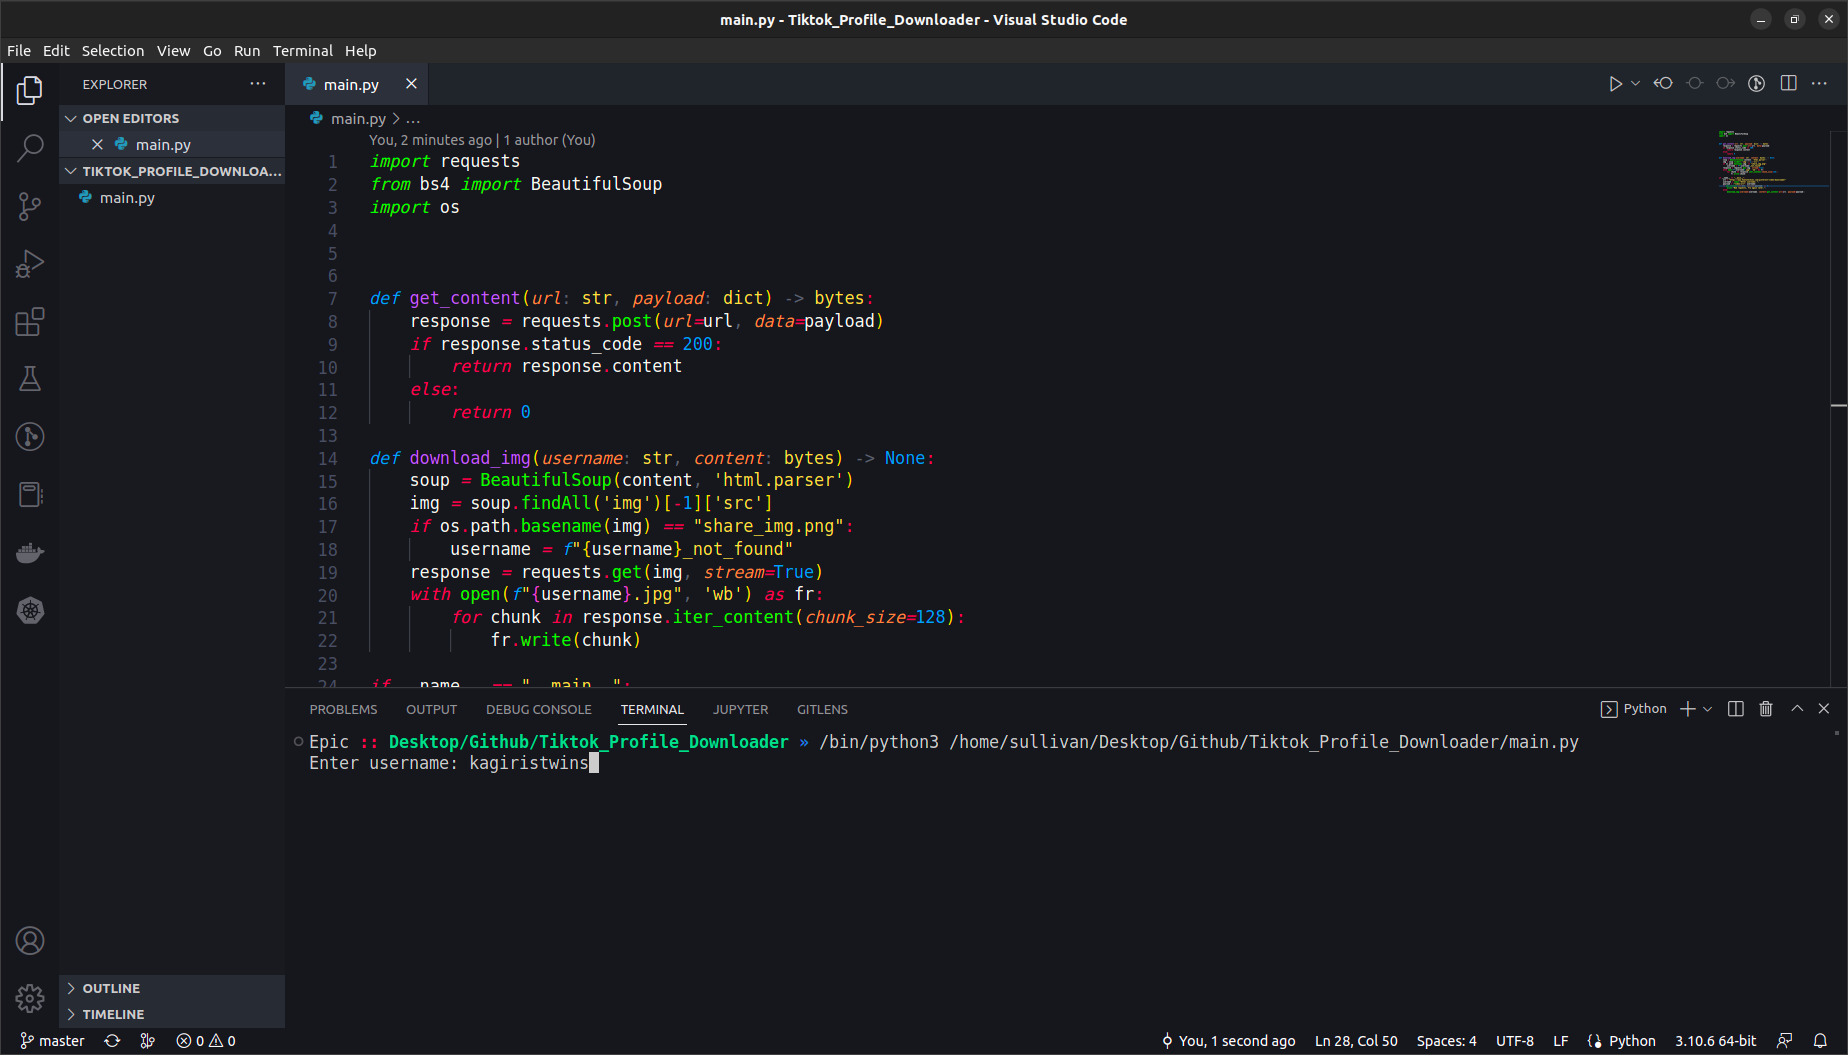 main.py - Tiktok_Profile_Downloader - Visual Studio Code
File Edit Selection View Go Run Terminal Help
EXPLORER
OPEN EDITORS
main.py
TIKTOK_PROFILE_DOWNLOA...
main.py
OUTLINE
TIMELINE
main.py
main.py > ...
You, 2 minutes ago | 1 author (You)
1 import requests
2 from bs4 import BeautifulSoup
3 import os
4
5
6
7 def get_content(url: str, payload: dict) -> bytes:
8     response = requests.post(url=url, data=payload)
9     if response.status_code == 200:
10         return response.content
11     else:
12         return 0
13
14 def download_img(username: str, content: bytes) -> None:
15     soup = BeautifulSoup(content, 'html.parser')
16     img = soup.findAll('img')[-1]['src']
17     if os.path.basename(img) == "share_img.png":
18         username = f"{username}_not_found"
19     response = requests.get(img, stream=True)
20     with open(f"{username}.jpg", 'wb') as fr:
21         for chunk in response.iter_content(chunk_size=128):
22             fr.write(chunk)
23
24 if __name__ == "__main__":
PROBLEMS OUTPUT DEBUG CONSOLE TERMINAL JUPYTER GITLENS
Python
Epic :: Desktop/Github/Tiktok_Profile_Downloader » /bin/python3 /home/sullivan/Desktop/Github/Tiktok_Profile_Downloader/main.py
Enter username: kagiristwins
master 0 0 You, 1 second ago Ln 28, Col 50 Spaces: 4 UTF-8 LF Python 3.10.6 64-bit